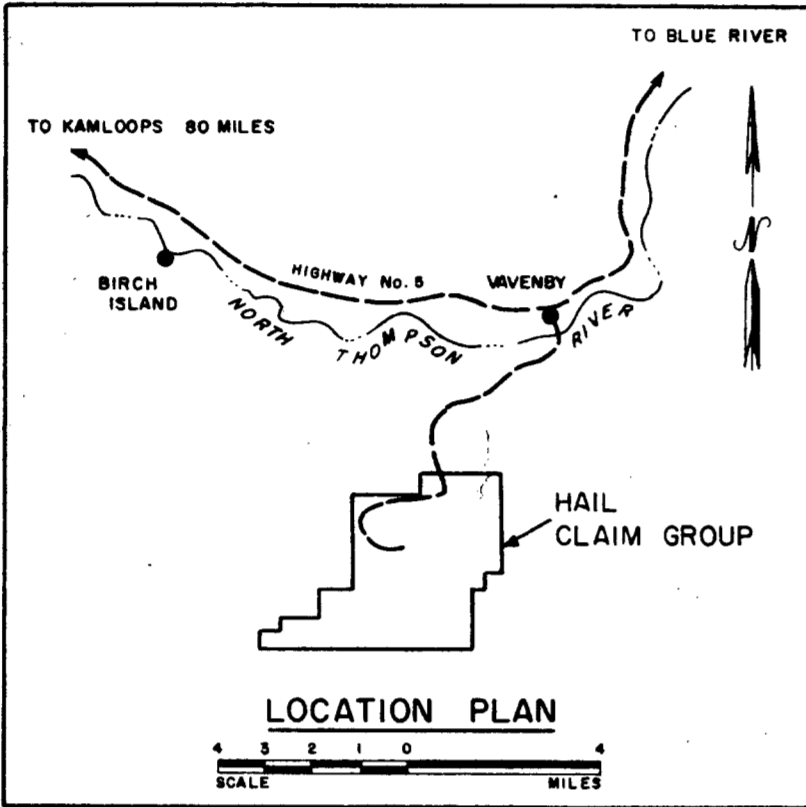 TO BLUE RIVER
TO KAMLOOPS 80 MILES
N
HIGHWAY No. 5
VAVENBY
BIRCH
ISLAND
NORTH THOMPSON RIVER
HAIL
CLAIM GROUP
LOCATION PLAN
4 3 2 1 0 4
SCALE MILES